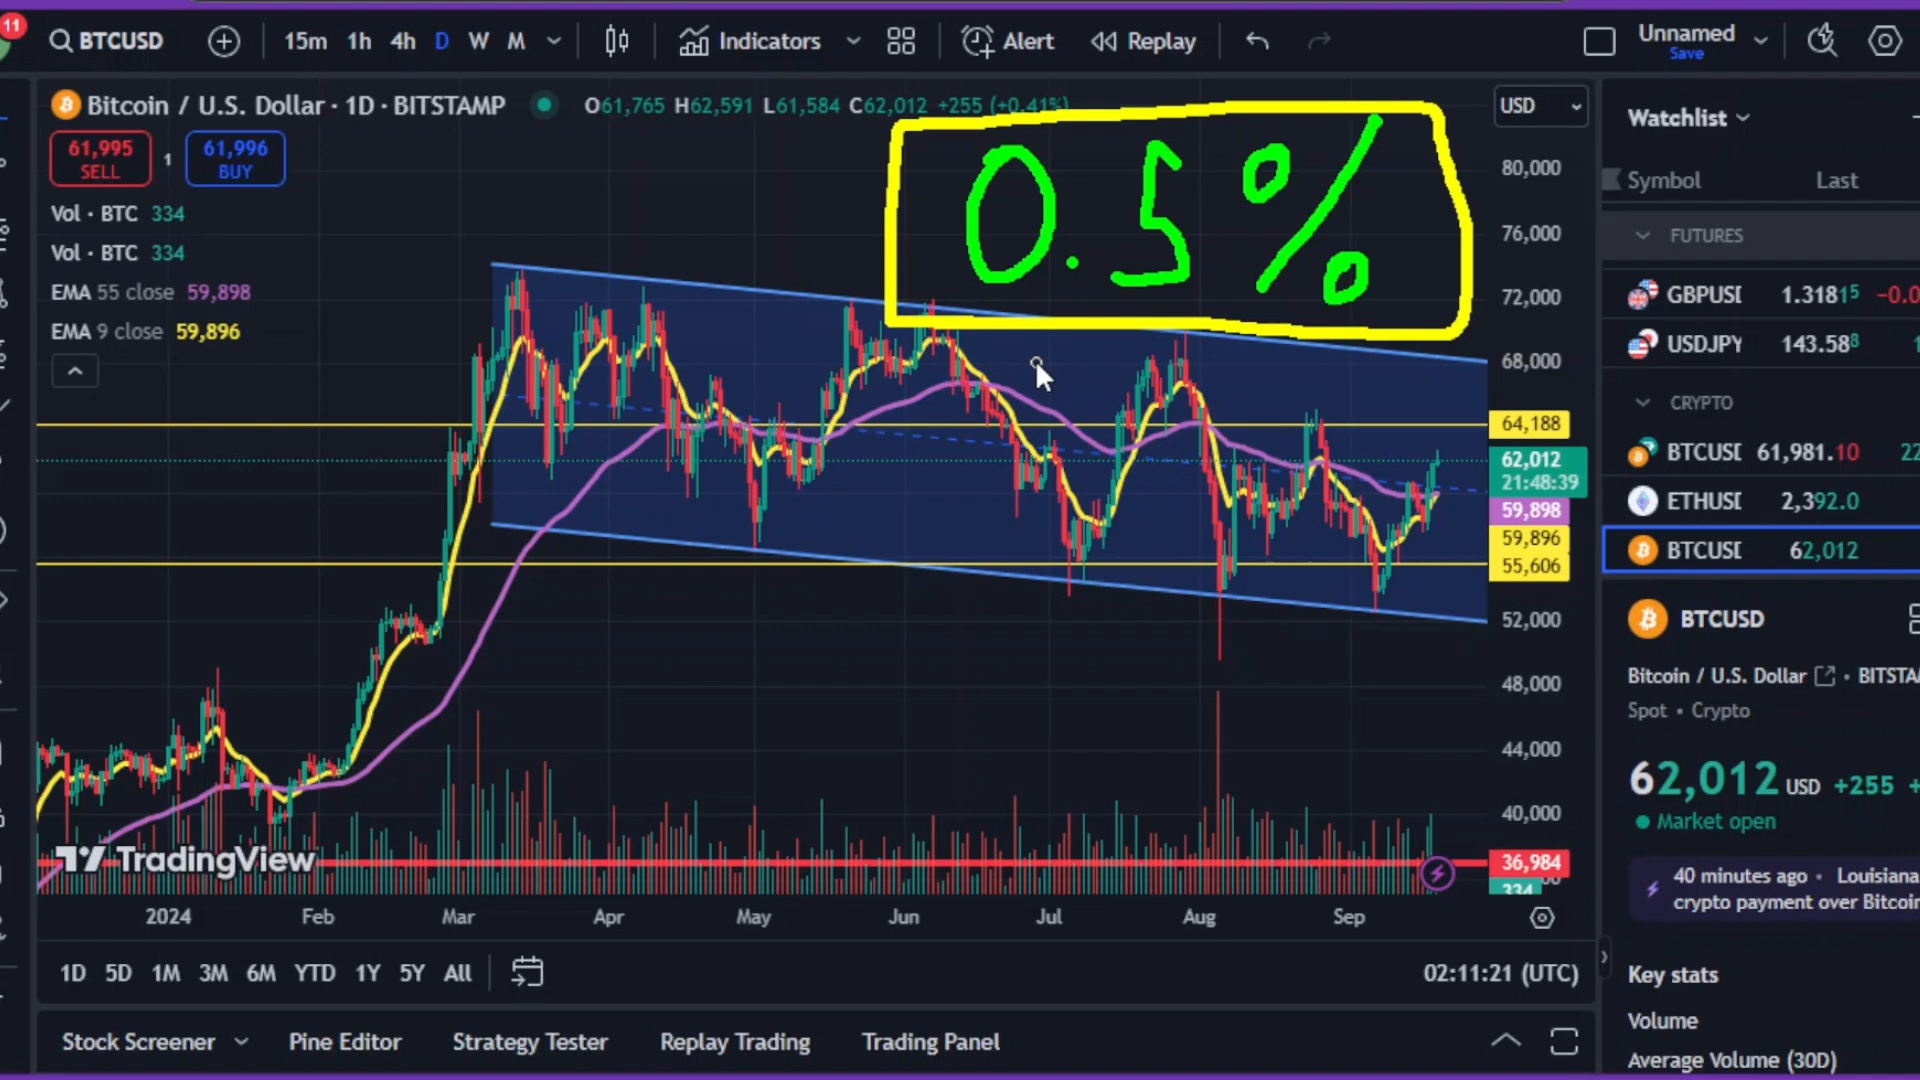 11
BTCUSD 15m 1h 4h D W M Indicators Alert Replay Unnamed
Save
Bitcoin / U.S. Dollar · 1D · BITSTAMP O61,765 H62,591 L61,584 C62,012 +255 (+0.41%) USD
61,995 SELL 1 61,996 BUY
Vol · BTC 334
Vol · BTC 334
EMA 55 close 59,898
EMA 9 close 59,896
0.5%
80,000
76,000
72,000
68,000
64,188
62,012
21:48:39
59,898
59,896
55,606
52,000
48,000
44,000
40,000
36,984
334
TradingView
2024 Feb Mar Apr May Jun Jul Aug Sep
1D 5D 1M 3M 6M YTD 1Y 5Y All 02:11:21 (UTC)
Stock Screener Pine Editor Strategy Tester Replay Trading Trading Panel
Watchlist
Symbol Last
FUTURES
GBPUSD 1.31815 -0.0
USDJPY 143.588 1
CRYPTO
BTCUSD 61,981.10 22
ETHUSD 2,392.0
BTCUSD 62,012
BTCUSD
Bitcoin / U.S. Dollar · BITSTA
Spot · Crypto
62,012 USD +255 +
Market open
40 minutes ago · Louisiana
crypto payment over Bitcoin
Key stats
Volume
Average Volume (30D)